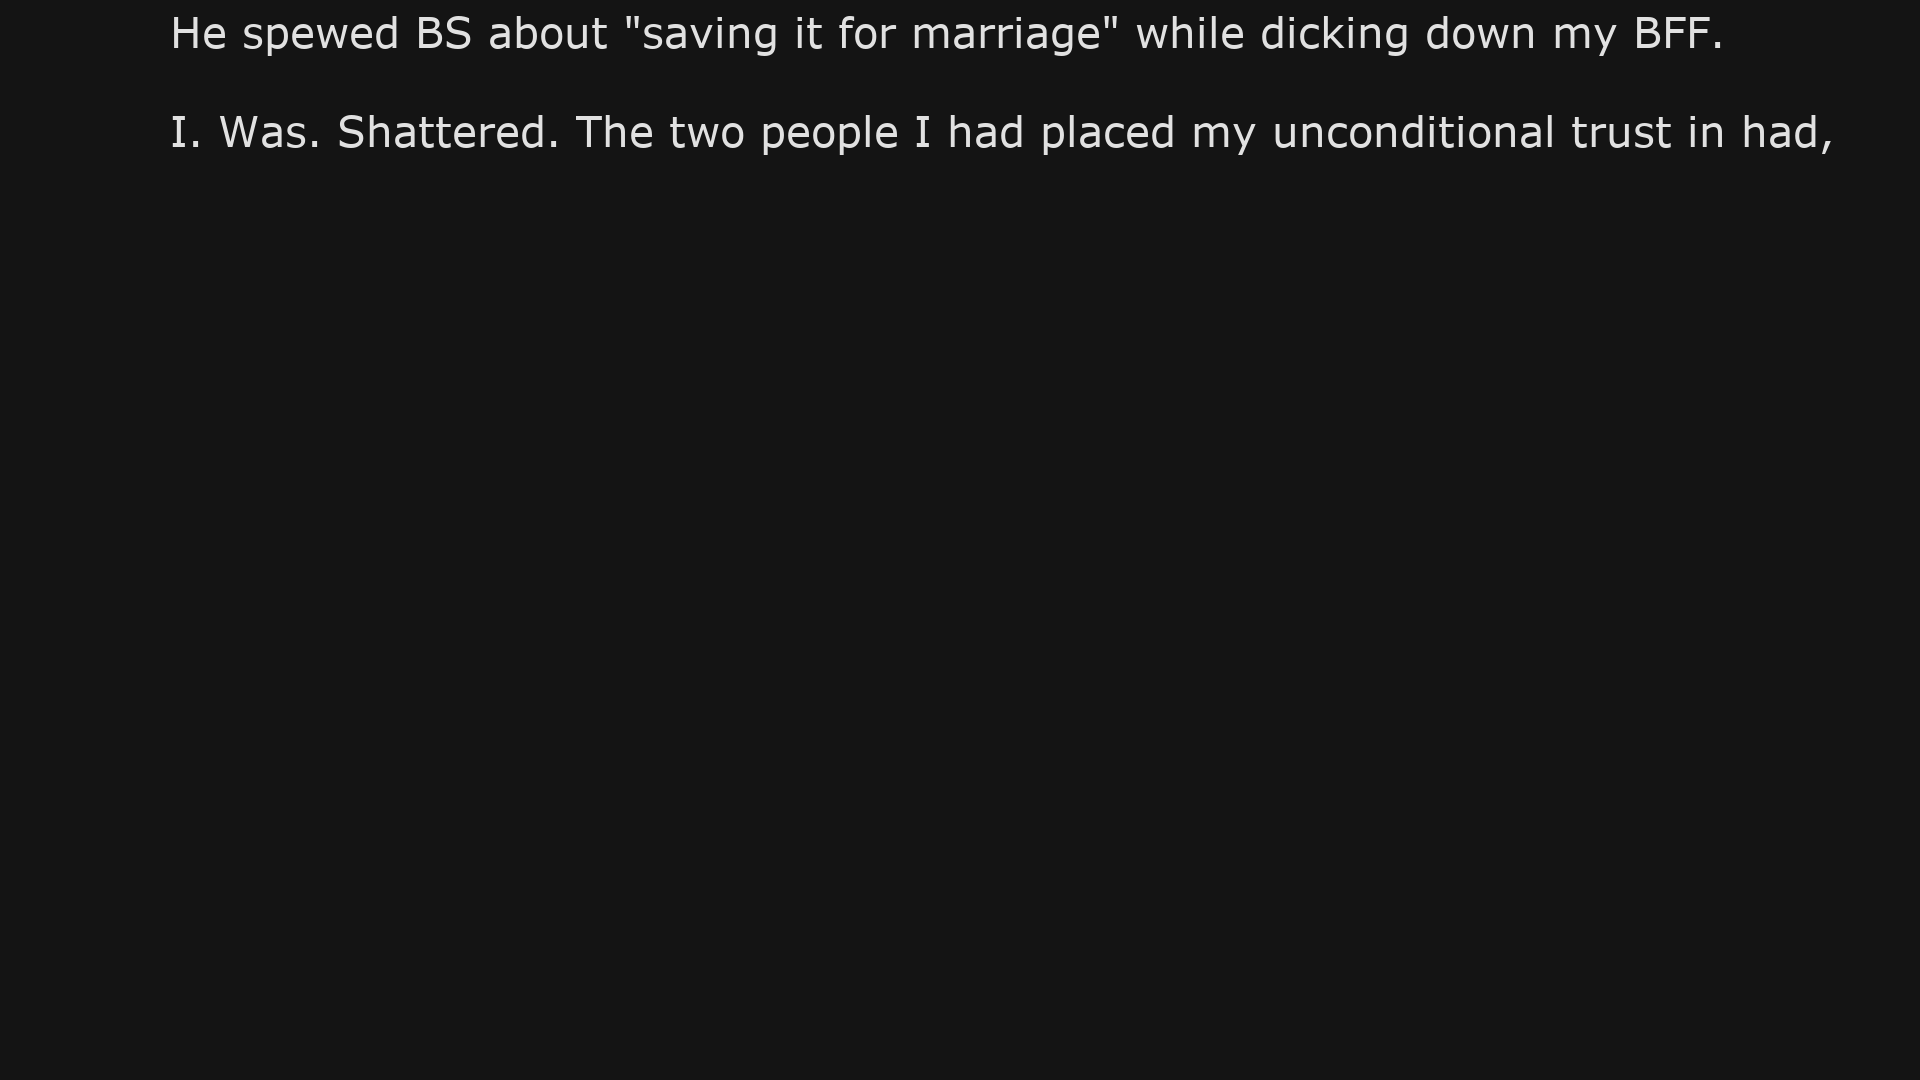 He spewed BS about "saving it for marriage" while dicking down my BFF.
I. Was. Shattered. The two people I had placed my unconditional trust in had,